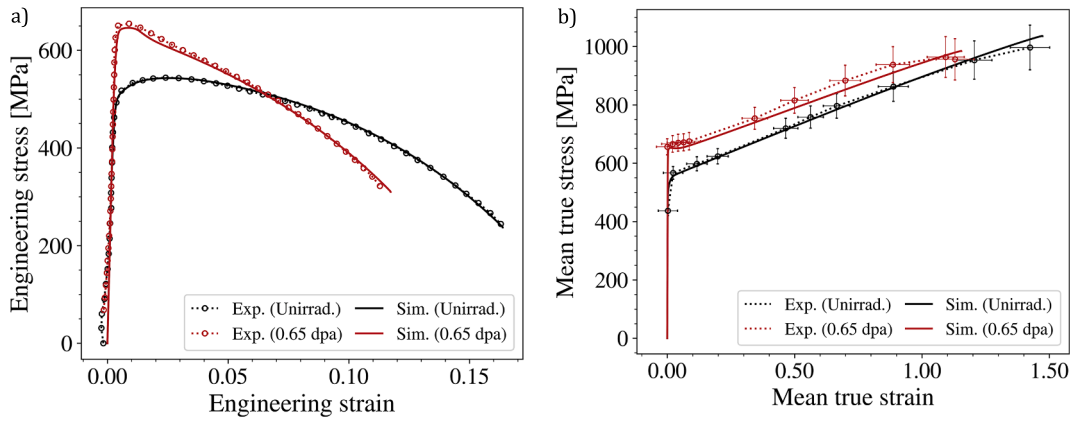 a)
Engineering stress [MPa]
600
400
200
0
0.00 0.05 0.10 0.15
Engineering strain
Exp. (Unirrad.) Sim. (Unirrad.)
Exp. (0.65 dpa) Sim. (0.65 dpa)
b)
Mean true stress [MPa]
1000
800
600
400
200
0
0.00 0.50 1.00 1.50
Mean true strain
Exp. (Unirrad.) Sim. (Unirrad.)
Exp. (0.65 dpa) Sim. (0.65 dpa)